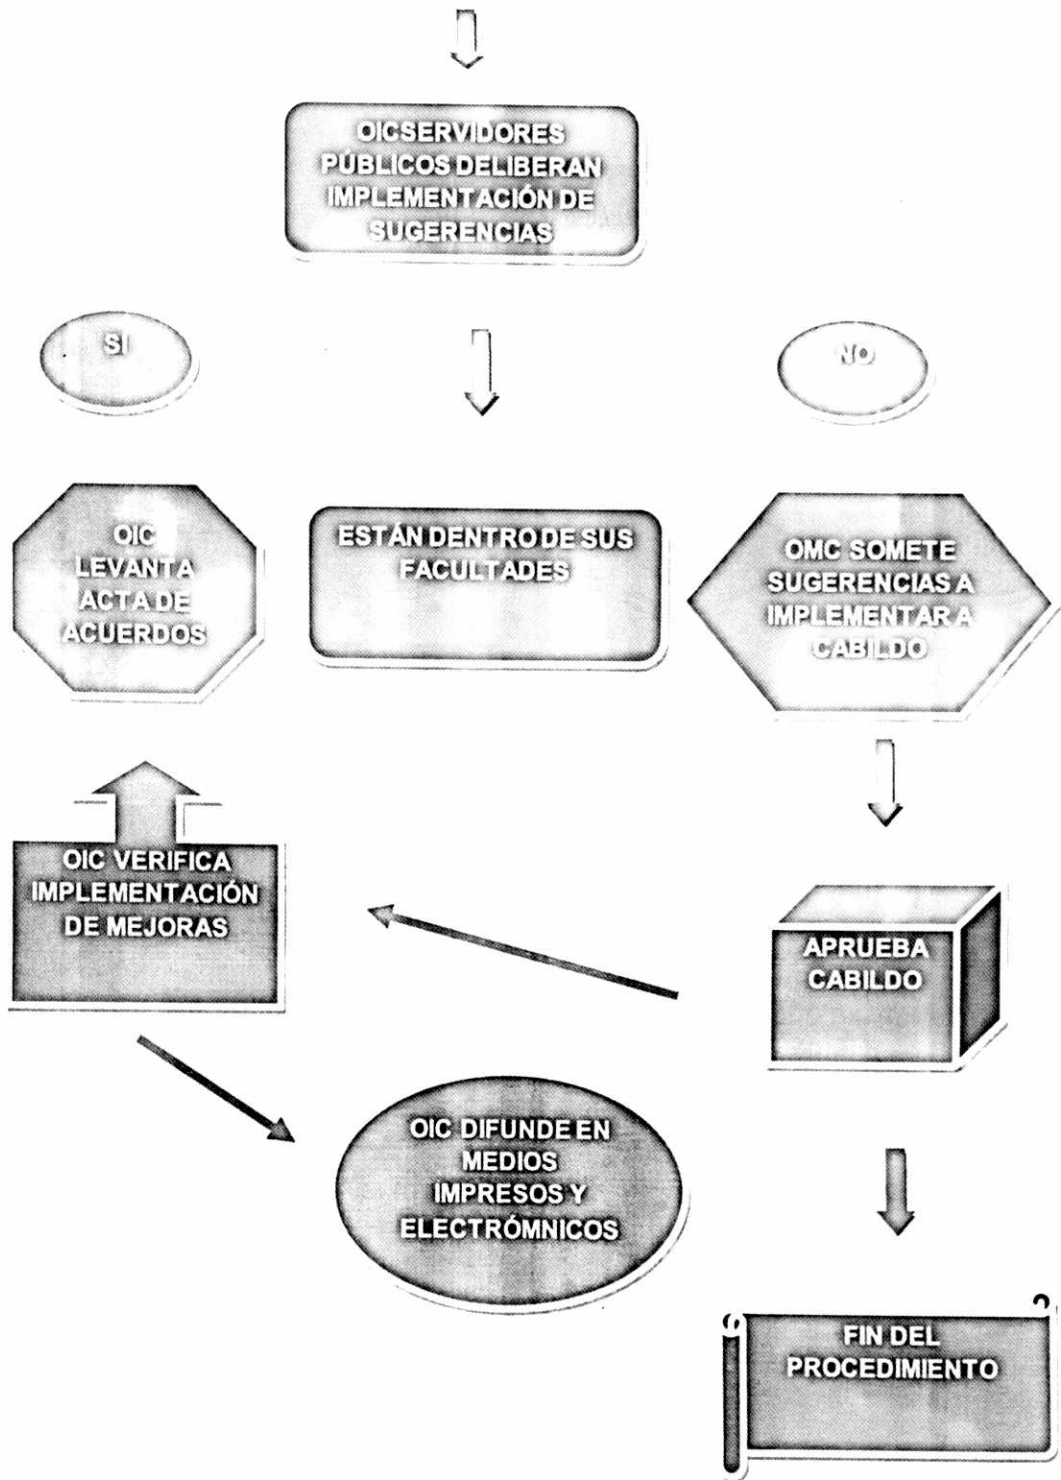 OICSERVIDORES
PÚBLICOS DELIBERAN
IMPLEMENTACIÓN DE
SUGERENCIAS
SI
NO
OIC
LEVANTA
ACTA DE
ACUERDOS
ESTÁN DENTRO DE SUS
FACULTADES
OMC SOMETE
SUGERENCIAS A
IMPLEMENTAR A
CABILDO
OIC VERIFICA
IMPLEMENTACIÓN
DE MEJORAS
APRUEBA
CABILDO
OIC DIFUNDE EN
MEDIOS
IMPRESOS Y
ELECTRÓMNICOS
FIN DEL
PROCEDIMIENTO